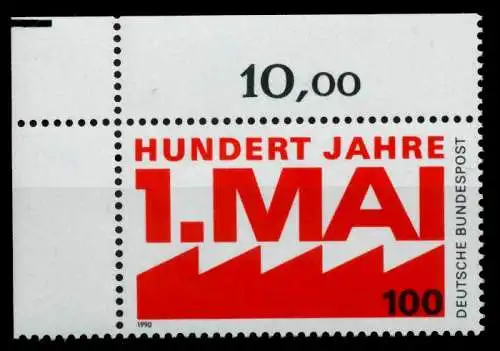 10,00
HUNDERT JAHRE
1.MAI
100
1990
DEUTSCHE BUNDESPOST